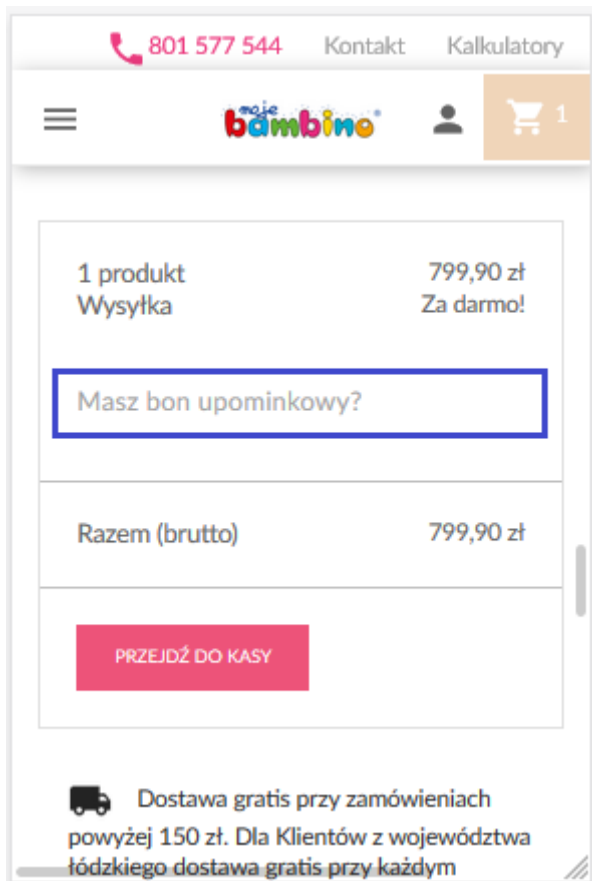 801 577 544 Kontakt Kalkulatory
moje
bambino 1
1 produkt 799,90 zł
Wysyłka Za darmo!
Masz bon upominkowy?
Razem (brutto) 799,90 zł
PRZEJDŹ DO KASY
Dostawa gratis przy zamówieniach
powyżej 150 zł. Dla Klientów z województwa
łódzkiego dostawa gratis przy każdym